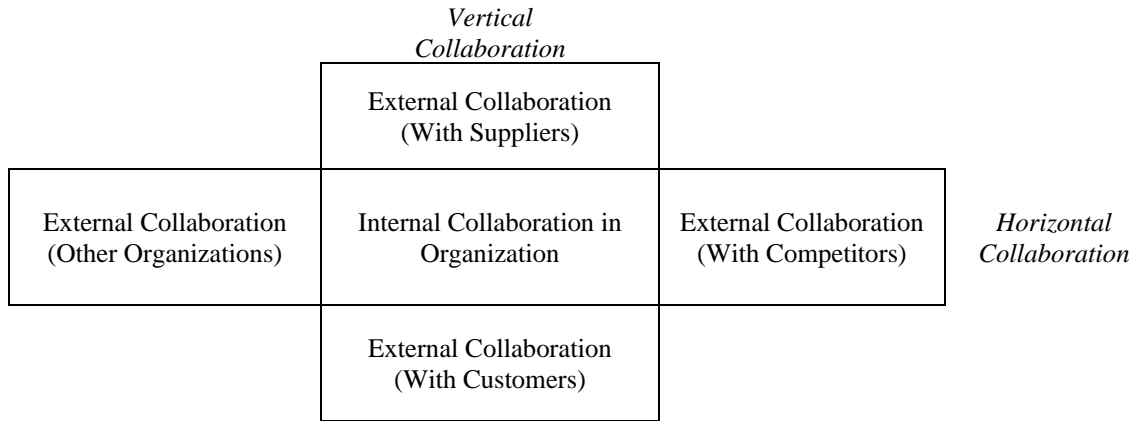 Vertical
Collaboration
External Collaboration
(With Suppliers)
External Collaboration
(Other Organizations)
Internal Collaboration in
Organization
External Collaboration
(With Competitors)
Horizontal
Collaboration
External Collaboration
(With Customers)